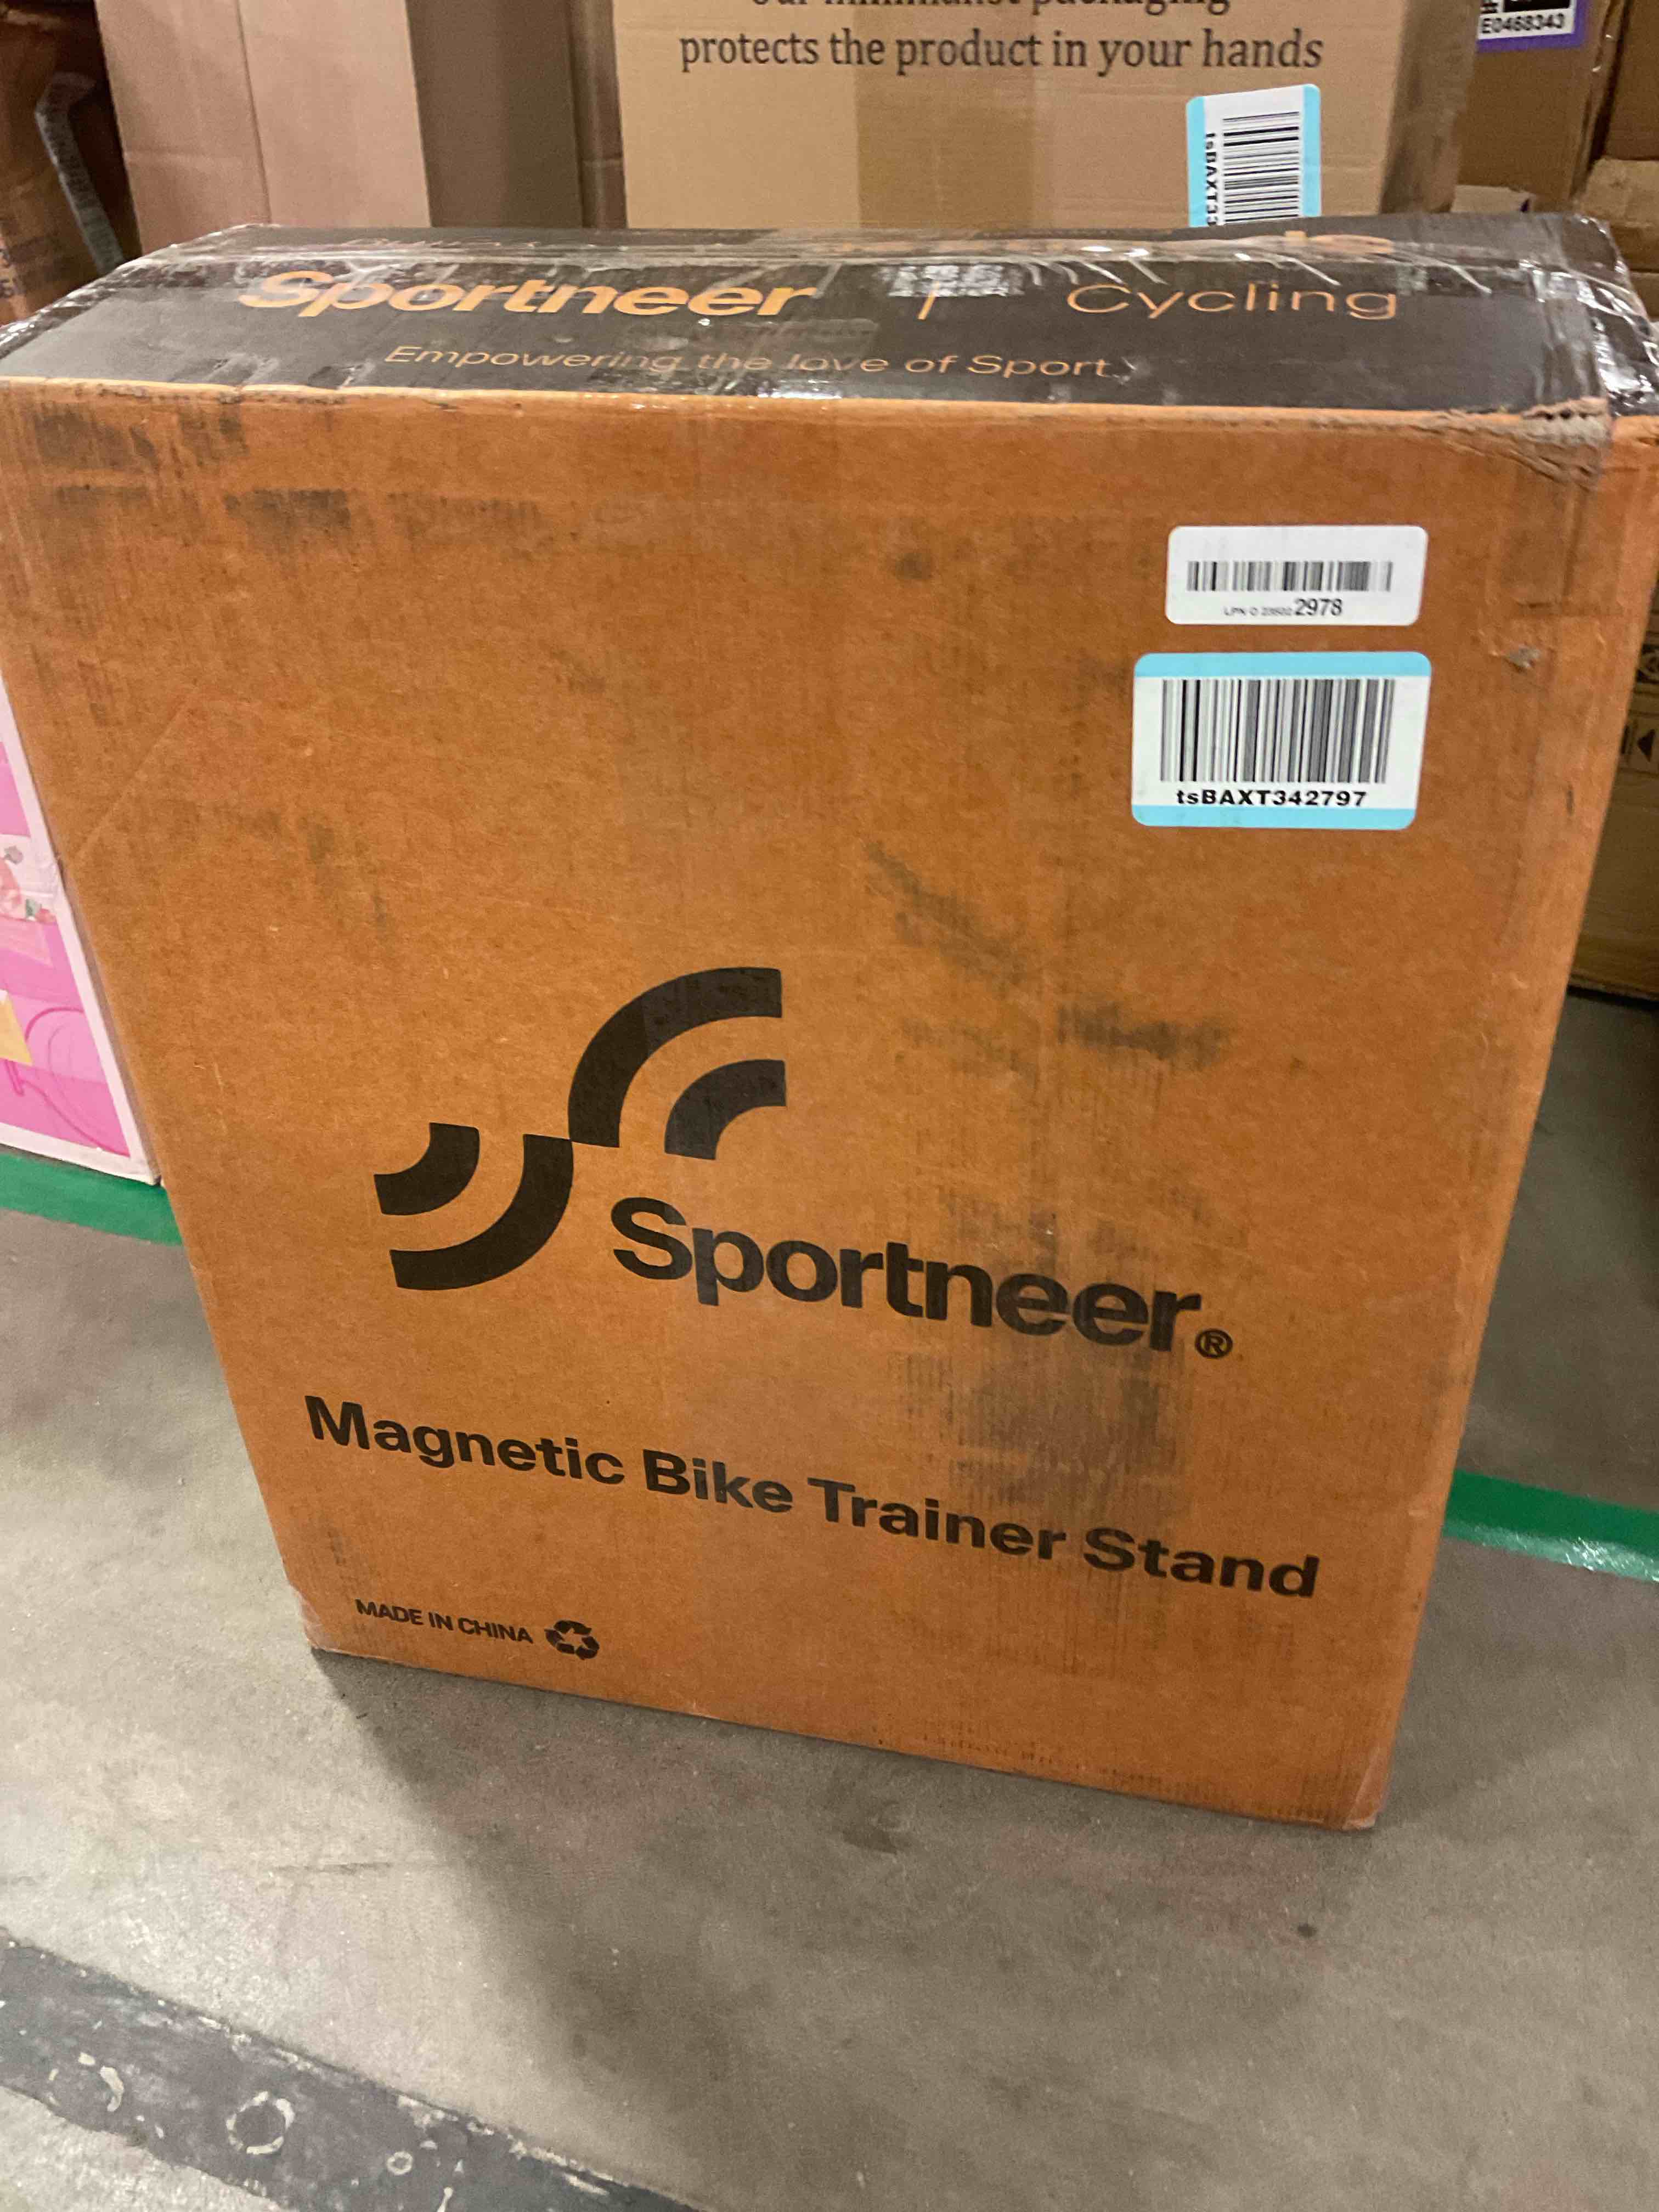 protects the product in your hands
E0468343
tsBAXT33
Sportneer | Cycling
Empowering the love of Sport
2978
tsBAXT342797
Sportneer®
Magnetic Bike Trainer Stand
MADE IN CHINA